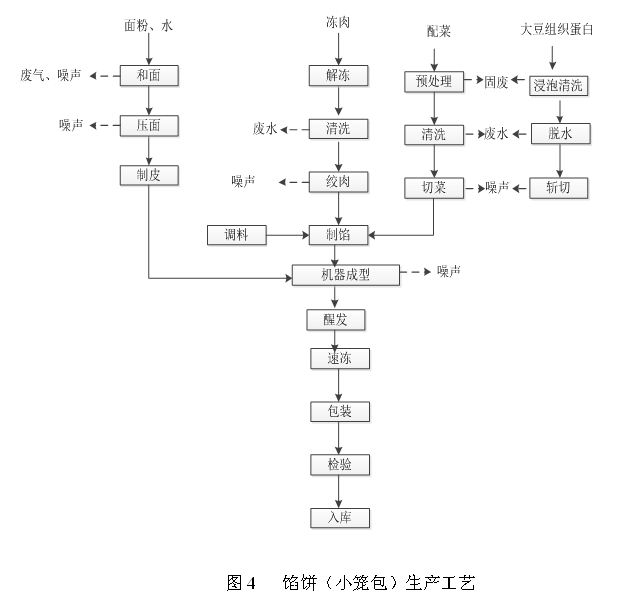 面粉、水
冻肉
配菜
大豆组织蛋白
废气、噪声
和面
解冻
预处理
固废
浸泡清洗
噪声
压面
废水
清洗
清洗
废水
脱水
制皮
噪声
绞肉
切菜
噪声
斩切
调料
制馅
机器成型
噪声
醒发
速冻
包装
检验
入库
图4 馅饼（小笼包）生产工艺